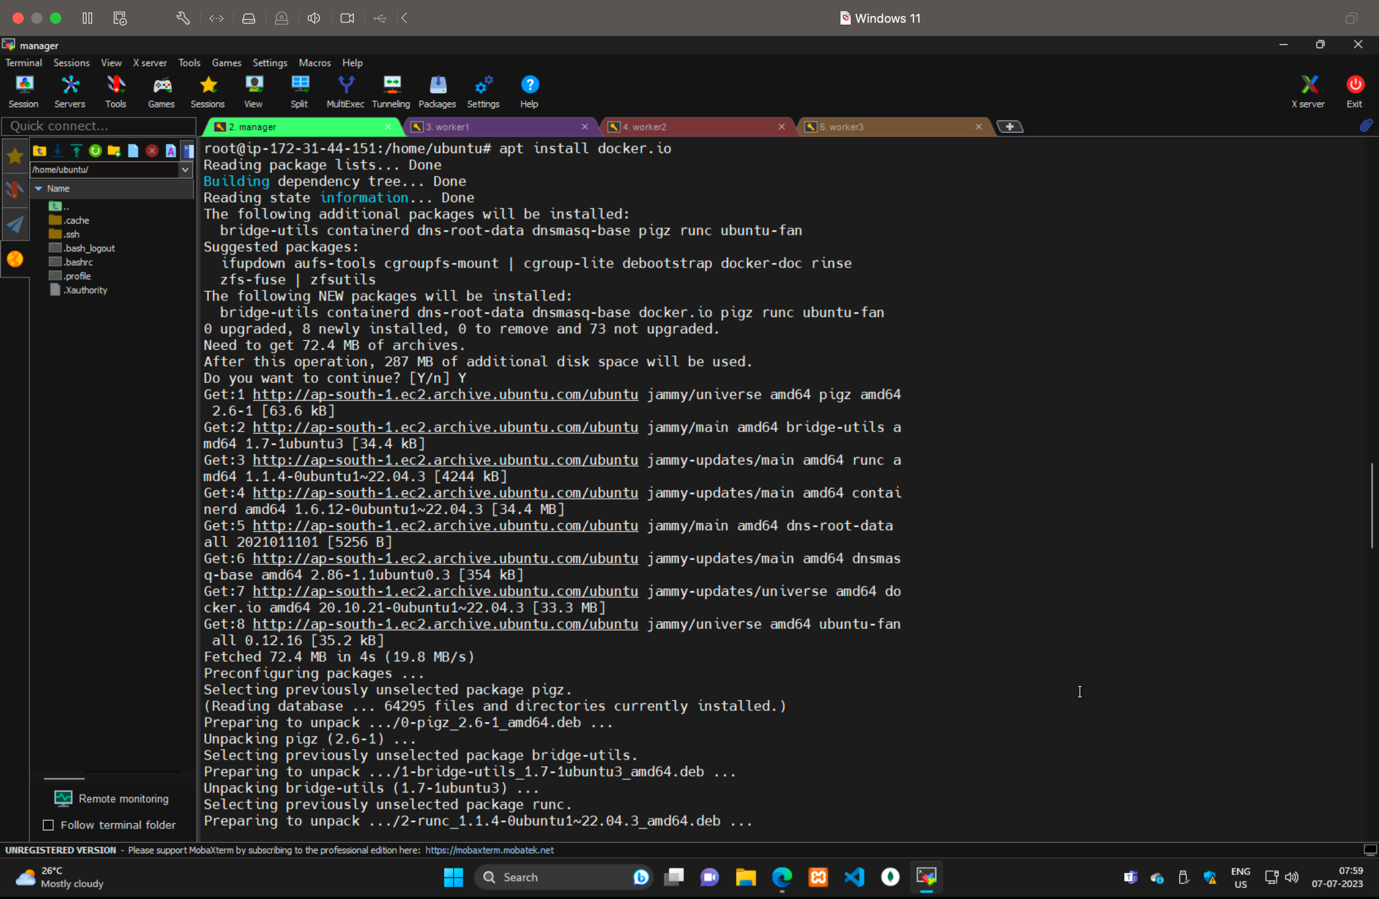 Windows 11
manager
Terminal Sessions View X server Tools Games Settings Macros Help
Session Servers Tools Games Sessions View Split MultiExec Tunneling Packages Settings Help X server Exit
Quick connect...
2. manager
3. worker1
4. worker2
5. worker3
/home/ubuntu/
Name
..
.cache
.ssh
.bash_logout
.bashrc
.profile
.Xauthority
root@ip-172-31-44-151:/home/ubuntu# apt install docker.io
Reading package lists... Done
Building dependency tree... Done
Reading state information... Done
The following additional packages will be installed:
  bridge-utils containerd dns-root-data dnsmasq-base pigz runc ubuntu-fan
Suggested packages:
  ifupdown aufs-tools cgroupfs-mount | cgroup-lite debootstrap docker-doc rinse
  zfs-fuse | zfsutils
The following NEW packages will be installed:
  bridge-utils containerd dns-root-data dnsmasq-base docker.io pigz runc ubuntu-fan
0 upgraded, 8 newly installed, 0 to remove and 73 not upgraded.
Need to get 72.4 MB of archives.
After this operation, 287 MB of additional disk space will be used.
Do you want to continue? [Y/n] Y
Get:1 http://ap-south-1.ec2.archive.ubuntu.com/ubuntu jammy/universe amd64 pigz amd64
 2.6-1 [63.6 kB]
Get:2 http://ap-south-1.ec2.archive.ubuntu.com/ubuntu jammy/main amd64 bridge-utils a
md64 1.7-1ubuntu3 [34.4 kB]
Get:3 http://ap-south-1.ec2.archive.ubuntu.com/ubuntu jammy-updates/main amd64 runc a
md64 1.1.4-0ubuntu1~22.04.3 [4244 kB]
Get:4 http://ap-south-1.ec2.archive.ubuntu.com/ubuntu jammy-updates/main amd64 contai
nerd amd64 1.6.12-0ubuntu1~22.04.3 [34.4 MB]
Get:5 http://ap-south-1.ec2.archive.ubuntu.com/ubuntu jammy/main amd64 dns-root-data
all 2021011101 [5256 B]
Get:6 http://ap-south-1.ec2.archive.ubuntu.com/ubuntu jammy-updates/main amd64 dnsmas
q-base amd64 2.86-1.1ubuntu0.3 [354 kB]
Get:7 http://ap-south-1.ec2.archive.ubuntu.com/ubuntu jammy-updates/universe amd64 do
cker.io amd64 20.10.21-0ubuntu1~22.04.3 [33.3 MB]
Get:8 http://ap-south-1.ec2.archive.ubuntu.com/ubuntu jammy/universe amd64 ubuntu-fan
 all 0.12.16 [35.2 kB]
Fetched 72.4 MB in 4s (19.8 MB/s)
Preconfiguring packages ...
Selecting previously unselected package pigz.
(Reading database ... 64295 files and directories currently installed.)
Preparing to unpack .../0-pigz_2.6-1_amd64.deb ...
Unpacking pigz (2.6-1) ...
Selecting previously unselected package bridge-utils.
Preparing to unpack .../1-bridge-utils_1.7-1ubuntu3_amd64.deb ...
Unpacking bridge-utils (1.7-1ubuntu3) ...
Selecting previously unselected package runc.
Preparing to unpack .../2-runc_1.1.4-0ubuntu1~22.04.3_amd64.deb ...
Remote monitoring
Follow terminal folder
UNREGISTERED VERSION - Please support MobaXterm by subscribing to the professional edition here: https://mobaxterm.mobatek.net
26°C
Mostly cloudy
Search
ENG
US
07:59
07-07-2023